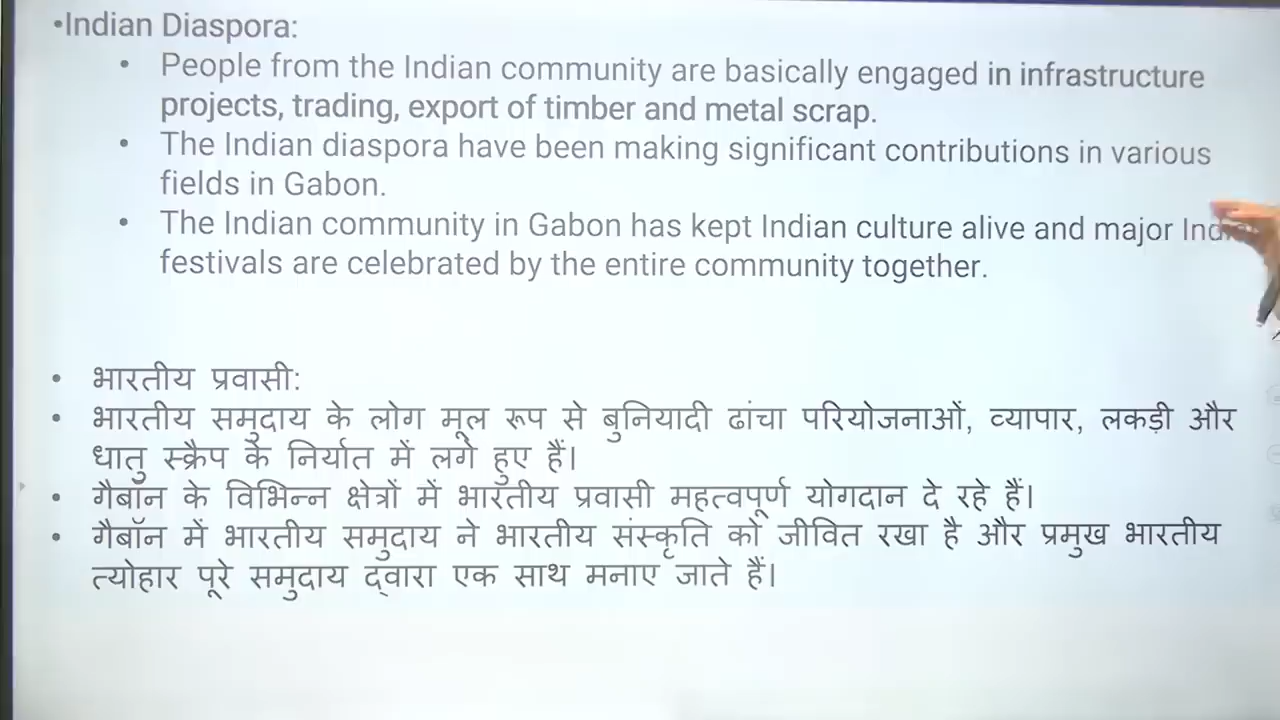 •Indian Diaspora:
• People from the Indian community are basically engaged in infrastructure
projects, trading, export of timber and metal scrap.
• The Indian diaspora have been making significant contributions in various
fields in Gabon.
• The Indian community in Gabon has kept Indian culture alive and major
festivals are celebrated by the entire community together.
• भारतीय प्रवासी:
• भारतीय समुदाय के लोग मूल रूप से बुनियादी ढांचा परियोजनाओं, व्यापार, लकड़ी और
धातु स्क्रैप के निर्यात में लगे हुए हैं।
• गैबॉन के विभिन्न क्षेत्रों में भारतीय प्रवासी महत्वपूर्ण योगदान दे रहे हैं।
• गैबॉन में भारतीय समुदाय ने भारतीय संस्कृति को जीवित रखा है और प्रमुख भारतीय
त्योहार पूरे समुदाय द्वारा एक साथ मनाए जाते हैं।